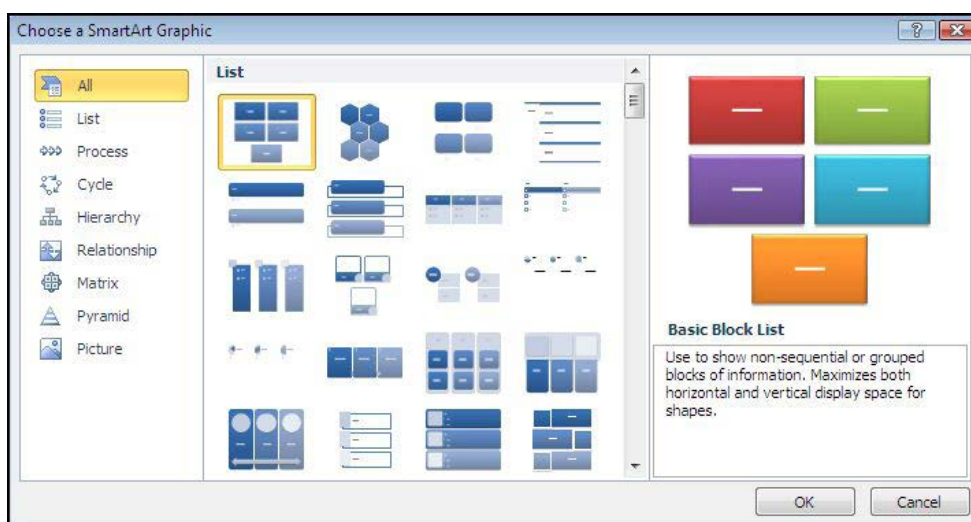 Choose a SmartArt Graphic
All
List
Process
Cycle
Hierarchy
Relationship
Matrix
Pyramid
Picture
List
Basic Block List
Use to show non-sequential or grouped
blocks of information. Maximizes both
horizontal and vertical display space for
shapes.
OK
Cancel